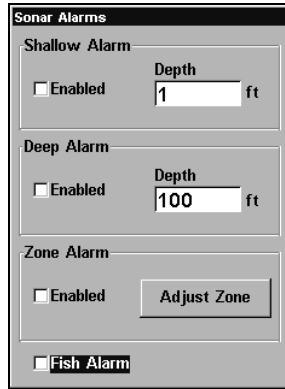 Sonar Alarms
Shallow Alarm
Depth
Enabled
1 ft
Deep Alarm
Depth
Enabled
100 ft
Zone Alarm
Enabled
Adjust Zone
Fish Alarm